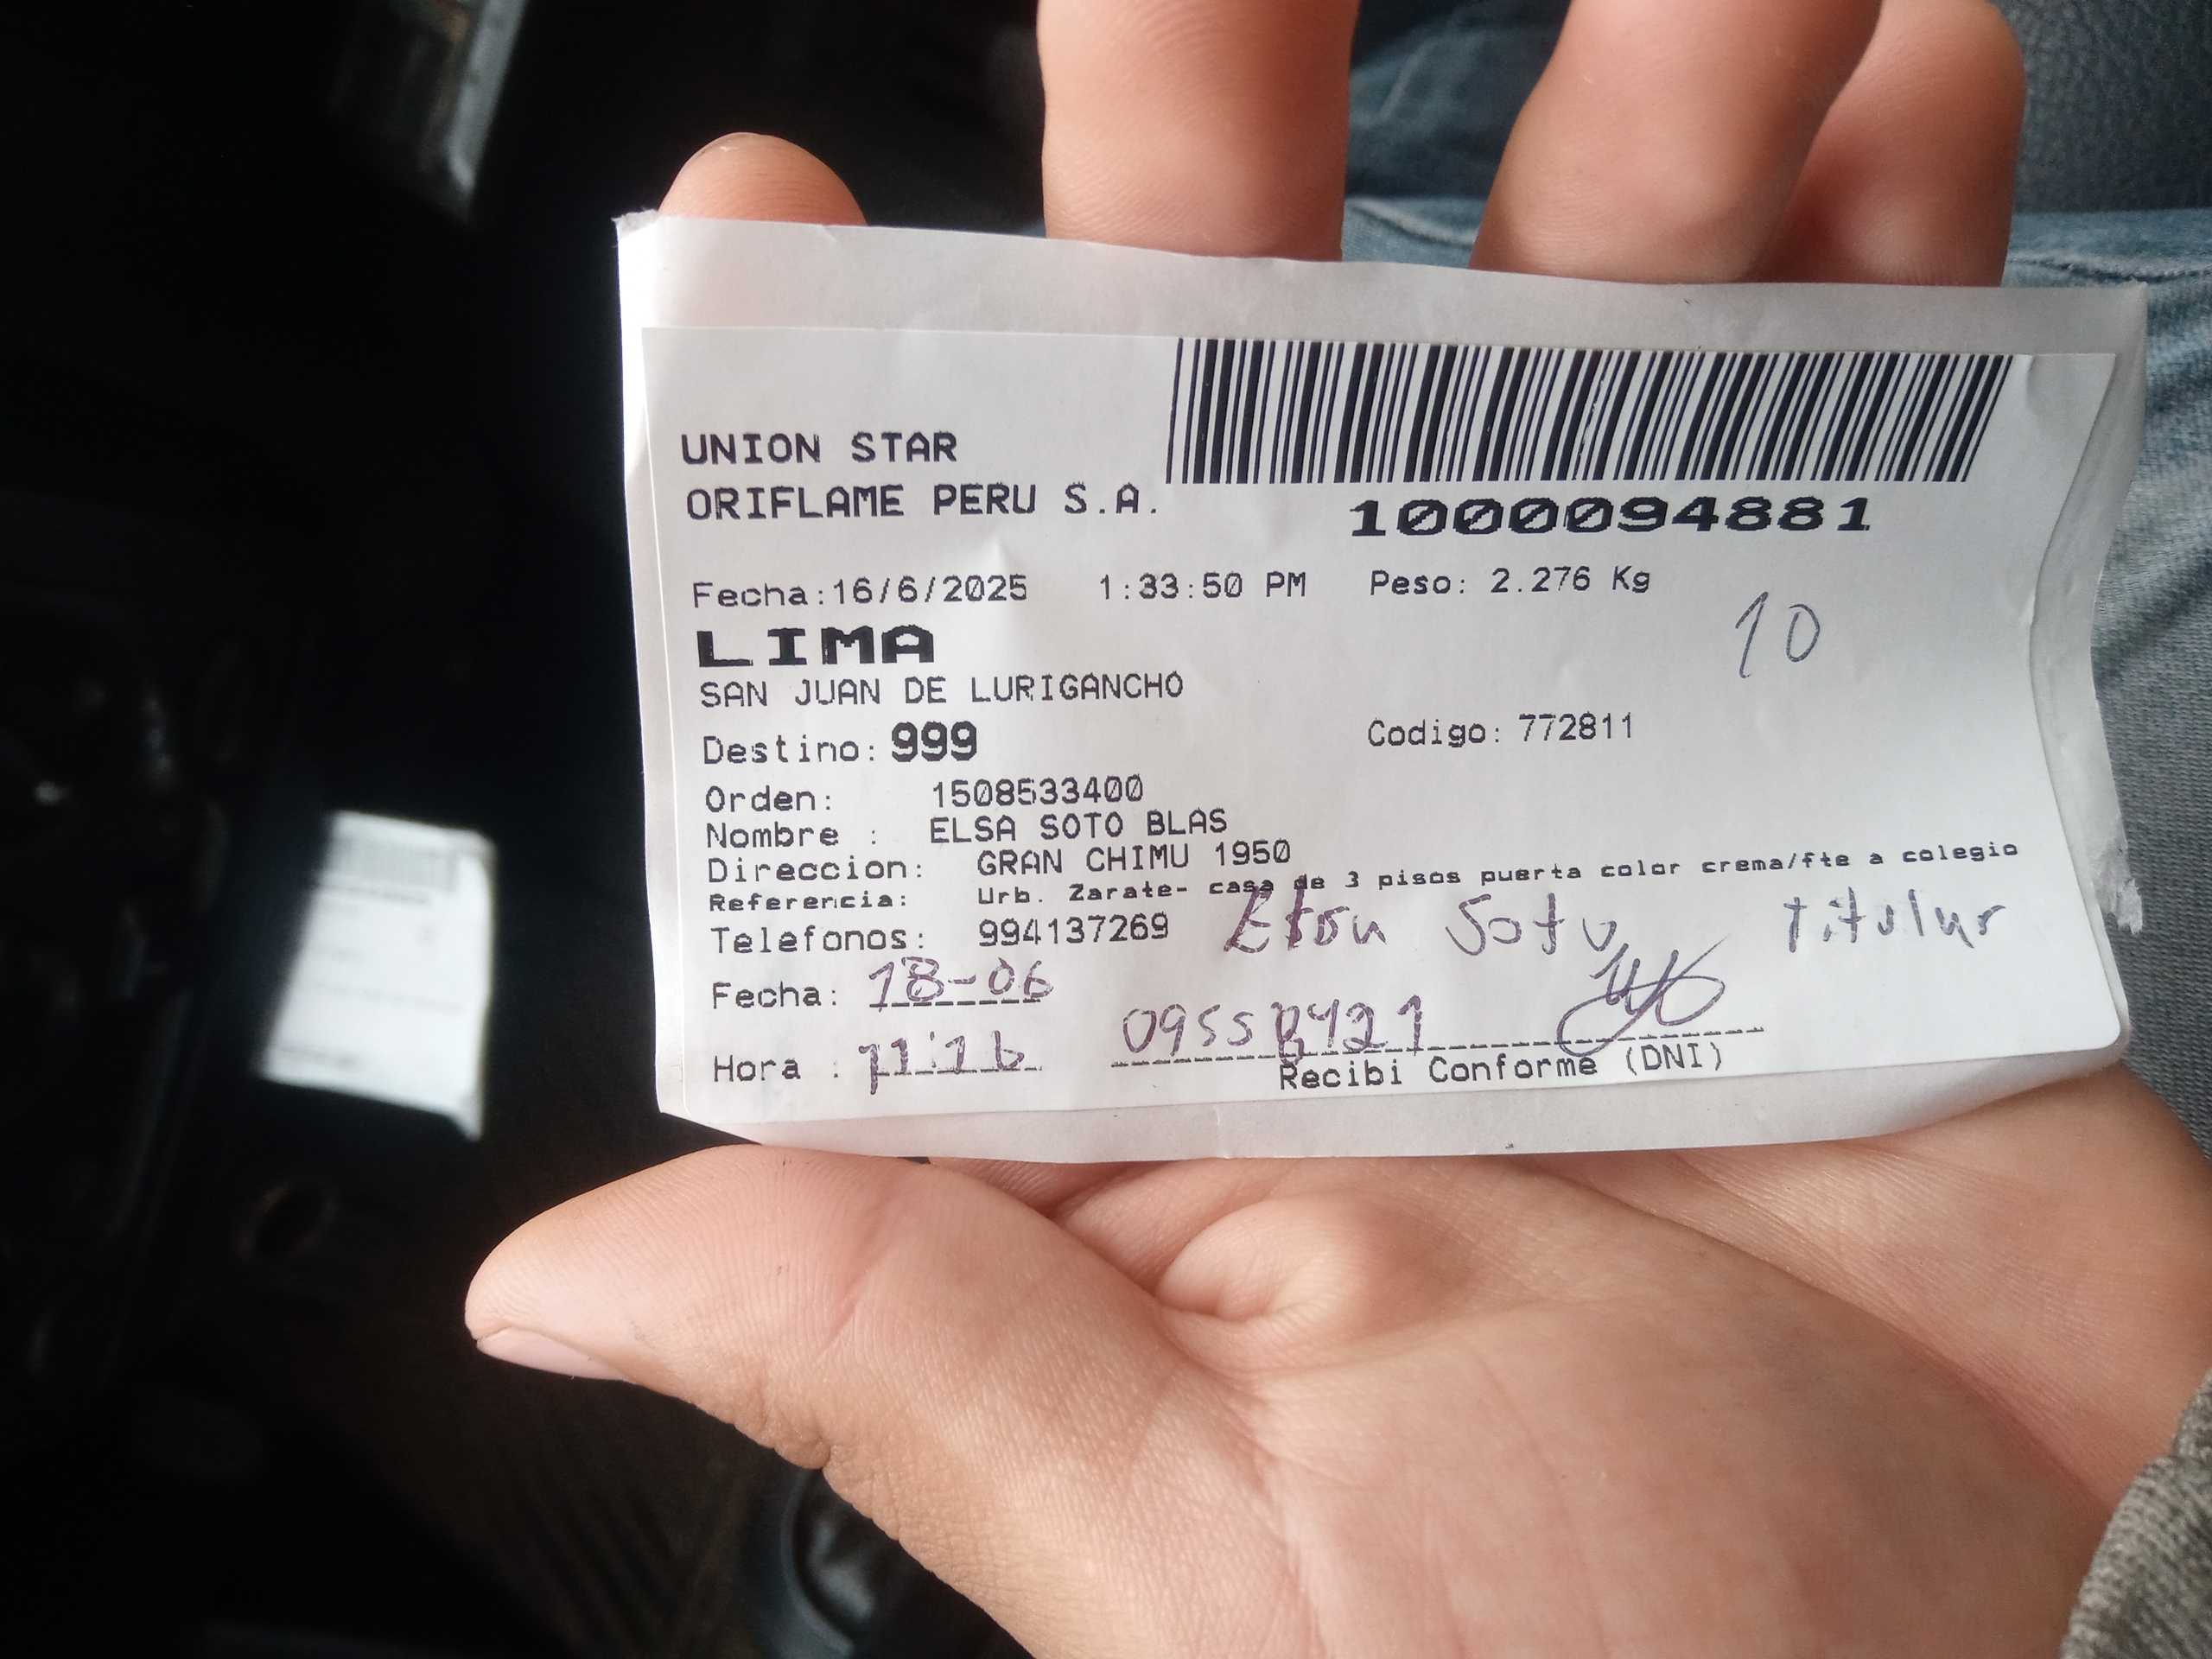 UNION STAR
ORIFLAME PERU S.A.
1000094881
Fecha:16/6/2025 1:33:50 PM Peso: 2.276 Kg
10
LIMA
SAN JUAN DE LURIGANCHO
Destino: 999 Codigo: 772811
Orden: 1508533400
Nombre : ELSA SOTO BLAS
Direccion: GRAN CHIMU 1950
Referencia: Urb. Zarate- casa de 3 pisos puerta color crema/fte a colegio
Telefonos: 994137269 Soto titular
Fecha: 18-06
Hora : 11:16
Recibi Conforme (DNI)